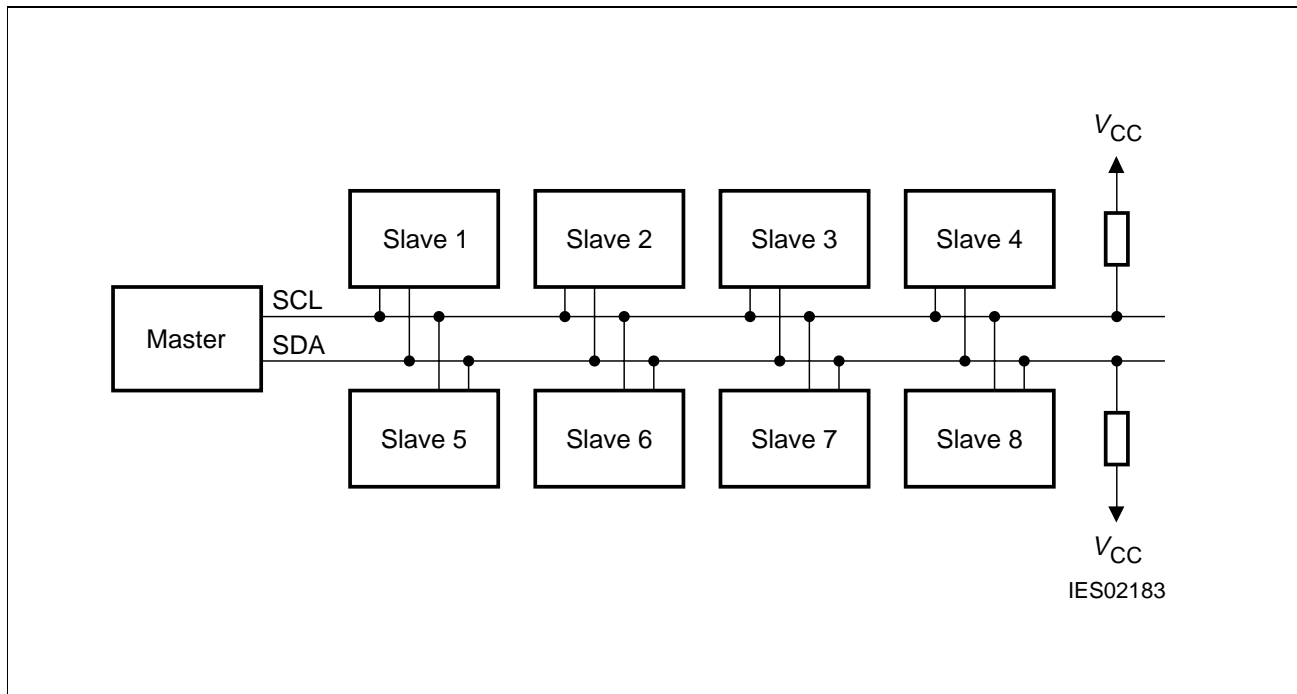 VCC
Slave 1 Slave 2 Slave 3 Slave 4
SCL
Master
SDA
Slave 5 Slave 6 Slave 7 Slave 8
VCC
IES02183